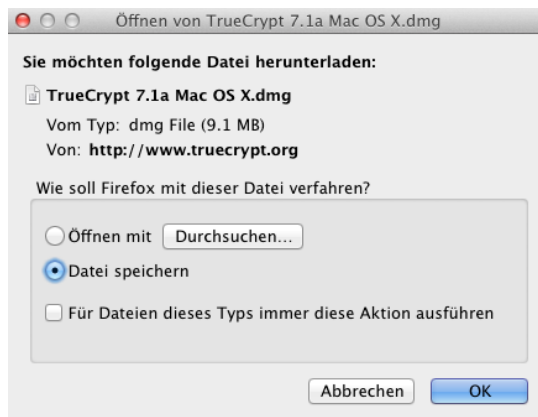 Öffnen von TrueCrypt 7.1a Mac OS X.dmg
Sie möchten folgende Datei herunterladen:
TrueCrypt 7.1a Mac OS X.dmg
Vom Typ: dmg File (9.1 MB)
Von: http://www.truecrypt.org
Wie soll Firefox mit dieser Datei verfahren?
Öffnen mit Durchsuchen...
Datei speichern
Für Dateien dieses Typs immer diese Aktion ausführen
Abbrechen OK